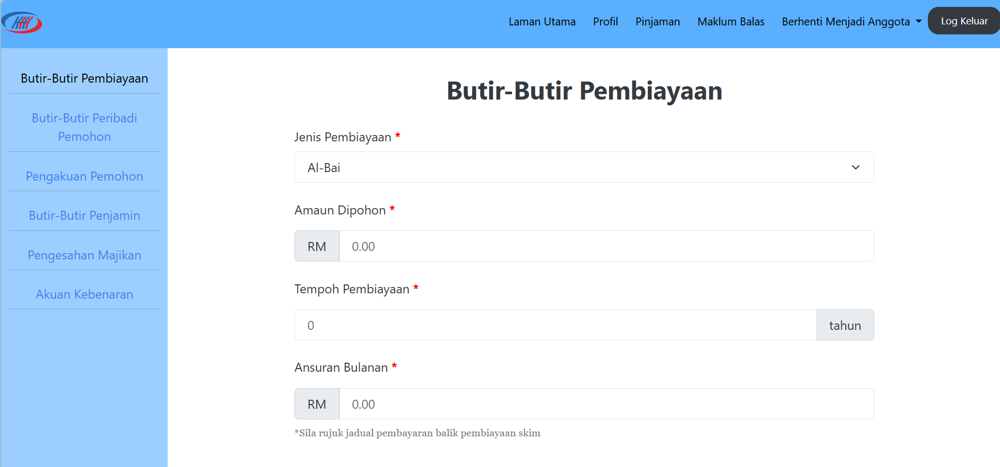 Laman Utama Profil Pinjaman Maklum Balas Berhenti Menjadi Anggota Log Keluar
Butir-Butir Pembiayaan
Butir-Butir Peribadi
Pemohon
Pengakuan Pemohon
Butir-Butir Penjamin
Pengesahan Majikan
Akuan Kebenaran
Butir-Butir Pembiayaan
Jenis Pembiayaan *
Al-Bai
Amaun Dipohon *
RM 0.00
Tempoh Pembiayaan *
0 tahun
Ansuran Bulanan *
RM 0.00
*Sila rujuk jadual pembayaran balik pembiayaan skim